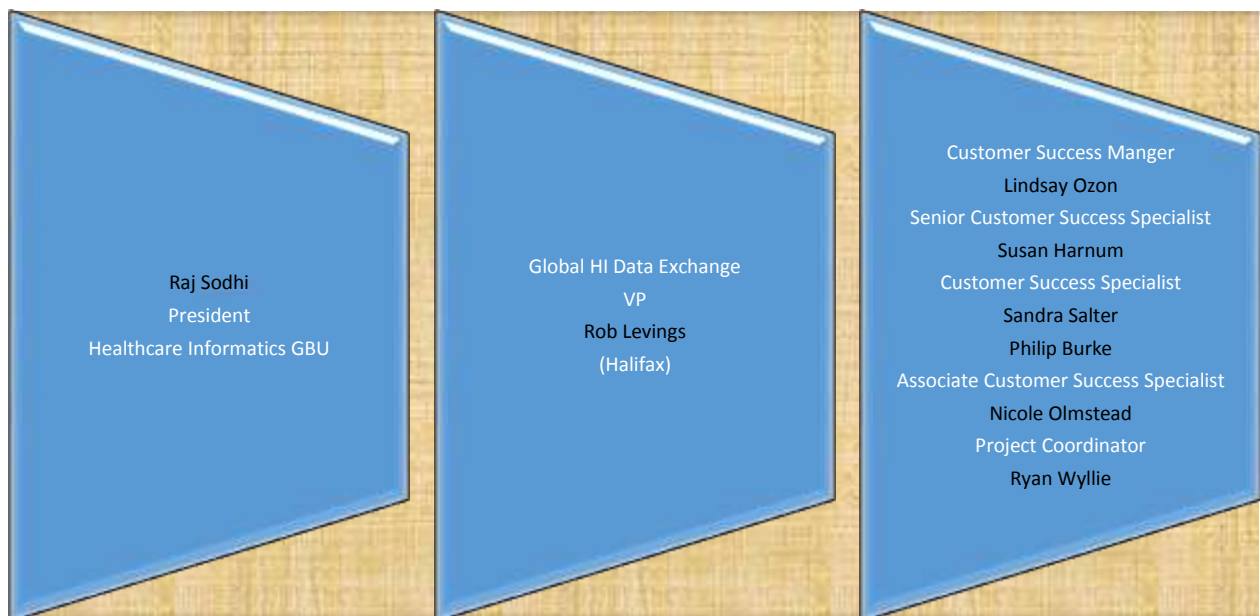 Raj Sodhi
President
Healthcare Informatics GBU
Global HI Data Exchange
VP
Rob Levings
(Halifax)
Customer Success Manger
Lindsay Ozon
Senior Customer Success Specialist
Susan Harnum
Customer Success Specialist
Sandra Salter
Philip Burke
Associate Customer Success Specialist
Nicole Olmstead
Project Coordinator
Ryan Wyllie